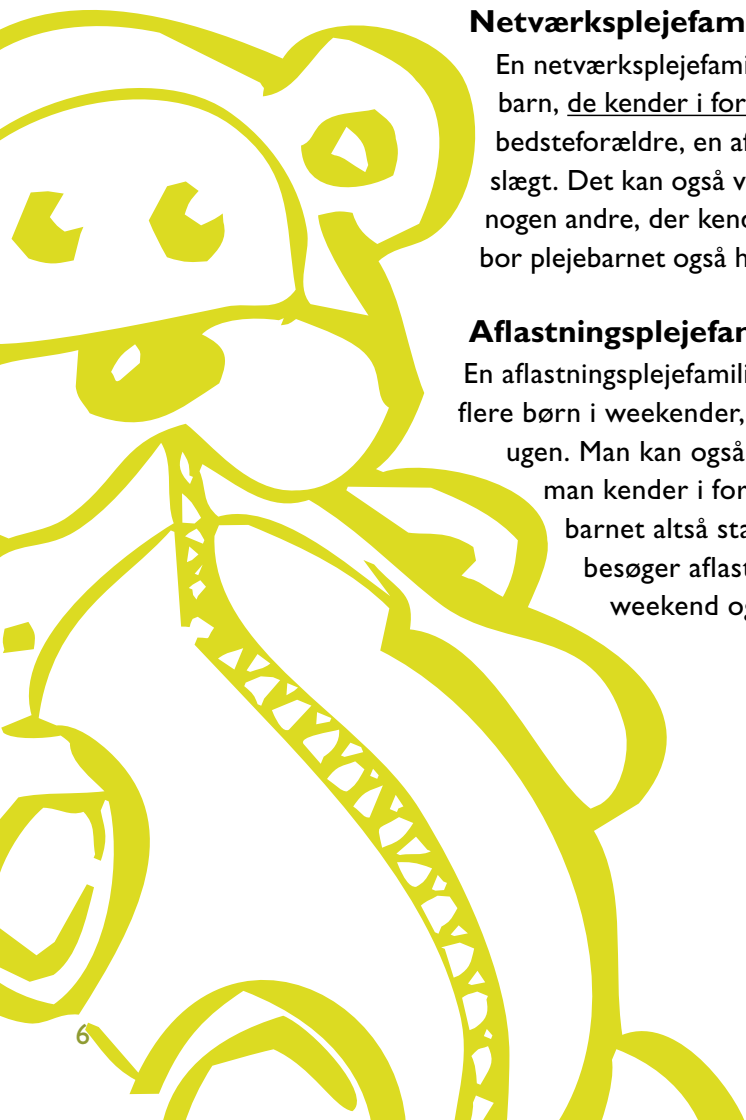 Netværksplejefam
En netværksplejefami
barn, de kender i for
bedsteforældre, en af
slægt. Det kan også v
nogen andre, der kend
bor plejebarnet også h
Aflastningsplejefar
En aflastningsplejefamili
flere børn i weekender,
ugen. Man kan også
man kender i for
barnet altså sta
besøger aflast
weekend og
6